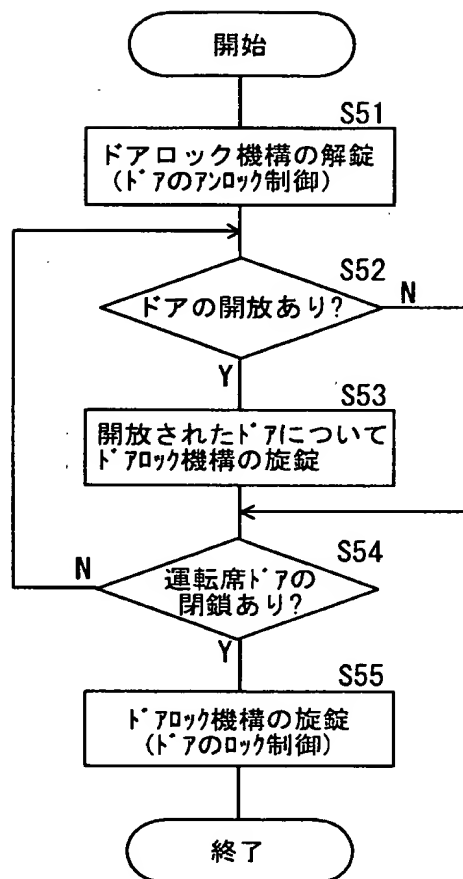 開始
S51
ドアロック機構の解錠
(ドアのアンロック制御)
S52
ドアの開放あり?
N
Y
S53
開放されたドアについて
ドアロック機構の旋錠
S54
N
運転席ドアの
閉鎖あり?
Y
S55
ドアロック機構の旋錠
(ドアのロック制御)
終了